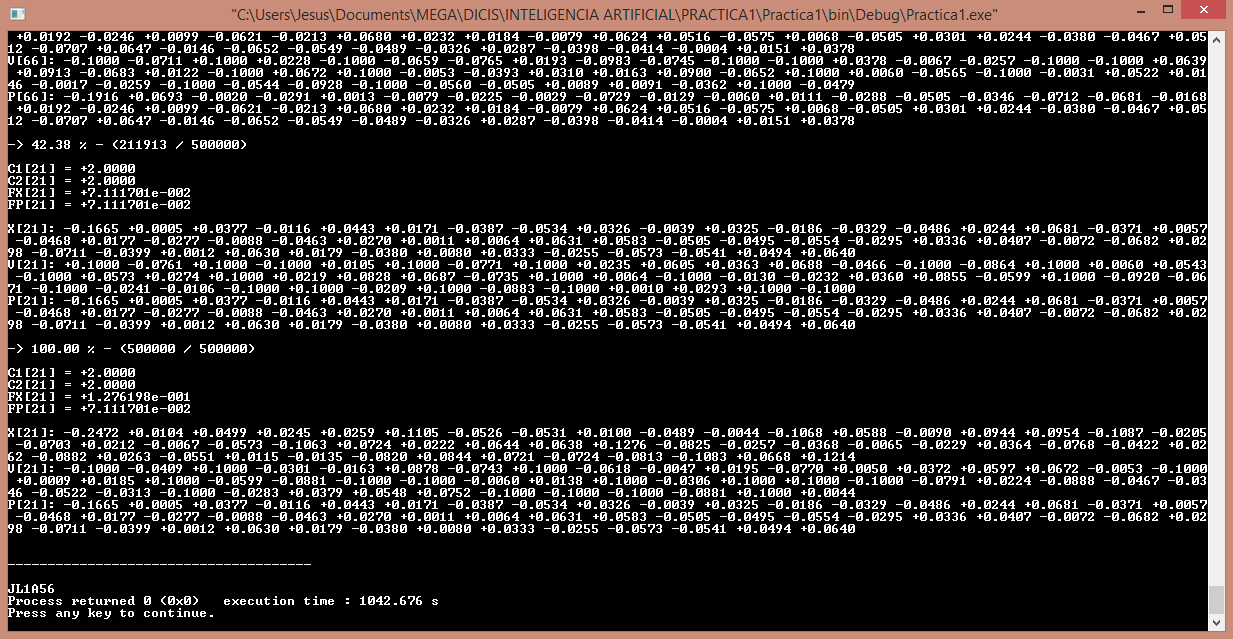 "C:\Users\Jesus\Documents\MEGA\DICIS\INTELIGENCIA ARTIFICIAL\PRACTICA1\Practica1\bin\Debug\Practica1.exe"
+0.0192 -0.0246 +0.0099 -0.0621 -0.0213 +0.0680 +0.0232 +0.0184 -0.0079 +0.0624 +0.0516 -0.0575 +0.0068 -0.0505 +0.0301 +0.0244 -0.0380 -0.0467 +0.05
12 -0.0707 +0.0647 -0.0146 -0.0652 -0.0549 -0.0489 -0.0326 +0.0287 -0.0398 -0.0414 -0.0004 +0.0151 +0.0378
V[66]: -0.1000 -0.0711 +0.1000 +0.0228 -0.1000 -0.0659 -0.0765 +0.0193 -0.0983 -0.0745 -0.1000 -0.1000 +0.0378 -0.0067 -0.0257 -0.1000 -0.1000 +0.0639
+0.0913 -0.0683 +0.0122 -0.1000 +0.0672 +0.1000 -0.0053 -0.0393 +0.0310 +0.0163 +0.0900 -0.0652 +0.1000 +0.0060 -0.0565 -0.1000 -0.0031 +0.0522 +0.01
46 -0.0017 -0.0259 -0.1000 -0.0544 -0.0928 -0.1000 -0.0560 -0.0505 +0.0089 +0.0091 -0.0362 +0.1000 -0.0479
P[66]: -0.1916 +0.0693 -0.0020 -0.0291 +0.0013 -0.0079 -0.0225 -0.0029 -0.0729 -0.0129 -0.0060 +0.0111 -0.0288 -0.0505 -0.0346 -0.0712 -0.0681 -0.0168
+0.0192 -0.0246 +0.0099 -0.0621 -0.0213 +0.0680 +0.0232 +0.0184 -0.0079 +0.0624 +0.0516 -0.0575 +0.0068 -0.0505 +0.0301 +0.0244 -0.0380 -0.0467 +0.05
12 -0.0707 +0.0647 -0.0146 -0.0652 -0.0549 -0.0489 -0.0326 +0.0287 -0.0398 -0.0414 -0.0004 +0.0151 +0.0378
-> 42.38 % - (211913 / 500000)
C1[21] = +2.0000
C2[21] = +2.0000
FX[21] = +7.111701e-002
FP[21] = +7.111701e-002
X[21]: -0.1665 +0.0005 +0.0377 -0.0116 +0.0443 +0.0171 -0.0387 -0.0534 +0.0326 -0.0039 +0.0325 -0.0186 -0.0329 -0.0486 +0.0244 +0.0681 -0.0371 +0.0057
-0.0468 +0.0177 -0.0277 -0.0088 -0.0463 +0.0270 +0.0011 +0.0064 +0.0631 +0.0583 -0.0505 -0.0495 -0.0554 -0.0295 +0.0336 +0.0407 -0.0072 -0.0682 +0.02
98 -0.0711 -0.0399 +0.0012 +0.0630 +0.0179 -0.0380 +0.0080 +0.0333 -0.0255 -0.0573 -0.0541 +0.0494 +0.0640
V[21]: +0.1000 -0.0761 +0.1000 -0.1000 +0.0105 +0.1000 -0.0771 +0.1000 -0.0235 +0.0605 +0.0363 +0.0688 -0.0466 -0.1000 -0.0864 +0.1000 +0.0060 +0.0543
-0.1000 +0.0573 +0.0274 +0.1000 +0.0219 +0.0828 +0.0687 -0.0735 +0.1000 +0.0064 -0.1000 -0.0130 -0.0232 +0.0360 +0.0855 -0.0599 +0.1000 -0.0920 -0.06
71 -0.1000 -0.0241 -0.0106 -0.1000 +0.1000 -0.0209 +0.1000 -0.0883 -0.1000 +0.0010 +0.0293 +0.1000 -0.1000
P[21]: -0.1665 +0.0005 +0.0377 -0.0116 +0.0443 +0.0171 -0.0387 -0.0534 +0.0326 -0.0039 +0.0325 -0.0186 -0.0329 -0.0486 +0.0244 +0.0681 -0.0371 +0.0057
-0.0468 +0.0177 -0.0277 -0.0088 -0.0463 +0.0270 +0.0011 +0.0064 +0.0631 +0.0583 -0.0505 -0.0495 -0.0554 -0.0295 +0.0336 +0.0407 -0.0072 -0.0682 +0.02
98 -0.0711 -0.0399 +0.0012 +0.0630 +0.0179 -0.0380 +0.0080 +0.0333 -0.0255 -0.0573 -0.0541 +0.0494 +0.0640
-> 100.00 % - (500000 / 500000)
C1[21] = +2.0000
C2[21] = +2.0000
FX[21] = +1.276198e-001
FP[21] = +7.111701e-002
X[21]: -0.2472 +0.0104 +0.0499 +0.0245 +0.0259 +0.1105 -0.0526 -0.0531 +0.0100 -0.0489 -0.0044 -0.1068 +0.0588 -0.0090 +0.0944 +0.0954 -0.1087 -0.0205
-0.0703 +0.0212 -0.0067 -0.0573 -0.1063 +0.0724 +0.0222 +0.0644 +0.0638 +0.1276 -0.0825 -0.0257 -0.0368 -0.0065 -0.0229 +0.0364 -0.0768 -0.0422 +0.02
62 -0.0882 +0.0263 -0.0551 +0.0115 -0.0135 -0.0820 +0.0844 +0.0721 -0.0724 -0.0813 -0.1083 +0.0668 +0.1214
V[21]: -0.1000 -0.0409 +0.1000 -0.0301 -0.0163 +0.0878 -0.0743 +0.1000 -0.0618 -0.0047 +0.0195 -0.0770 +0.0050 +0.0372 +0.0597 +0.0672 -0.0053 -0.1000
+0.0009 +0.0185 +0.1000 -0.0599 -0.0881 -0.1000 -0.1000 -0.0060 +0.0138 +0.1000 -0.0306 +0.1000 +0.1000 -0.1000 -0.0791 +0.0224 -0.0888 -0.0467 -0.03
46 -0.0522 -0.0313 -0.1000 -0.0283 +0.0379 +0.0548 +0.0752 -0.1000 -0.1000 -0.1000 -0.0881 +0.1000 +0.0044
P[21]: -0.1665 +0.0005 +0.0377 -0.0116 +0.0443 +0.0171 -0.0387 -0.0534 +0.0326 -0.0039 +0.0325 -0.0186 -0.0329 -0.0486 +0.0244 +0.0681 -0.0371 +0.0057
-0.0468 +0.0177 -0.0277 -0.0088 -0.0463 +0.0270 +0.0011 +0.0064 +0.0631 +0.0583 -0.0505 -0.0495 -0.0554 -0.0295 +0.0336 +0.0407 -0.0072 -0.0682 +0.02
98 -0.0711 -0.0399 +0.0012 +0.0630 +0.0179 -0.0380 +0.0080 +0.0333 -0.0255 -0.0573 -0.0541 +0.0494 +0.0640
--------------------------------------
JL1A56
Process returned 0 (0x0)   execution time : 1042.676 s
Press any key to continue.